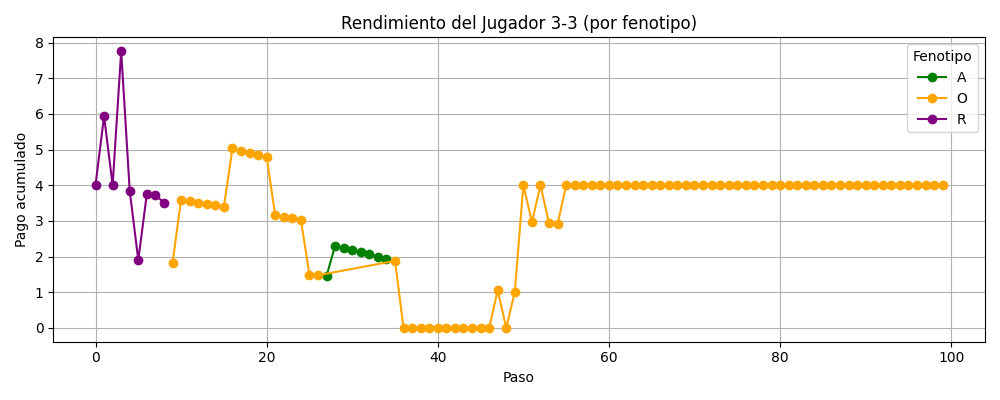 Rendimiento del Jugador 3-3 (por fenotipo)
Pago acumulado
8
7
6
5
4
3
2
1
0
Fenotipo
A
O
R
0 20 40 60 80 100
Paso